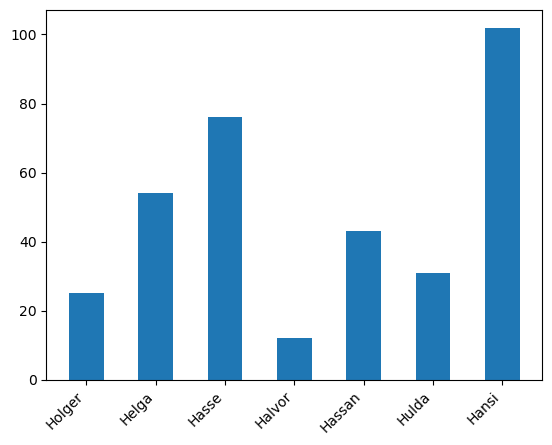 100
80
60
40
20
0
Holger
Helga
Hasse
Halvor
Hassan
Hulda
Hansi